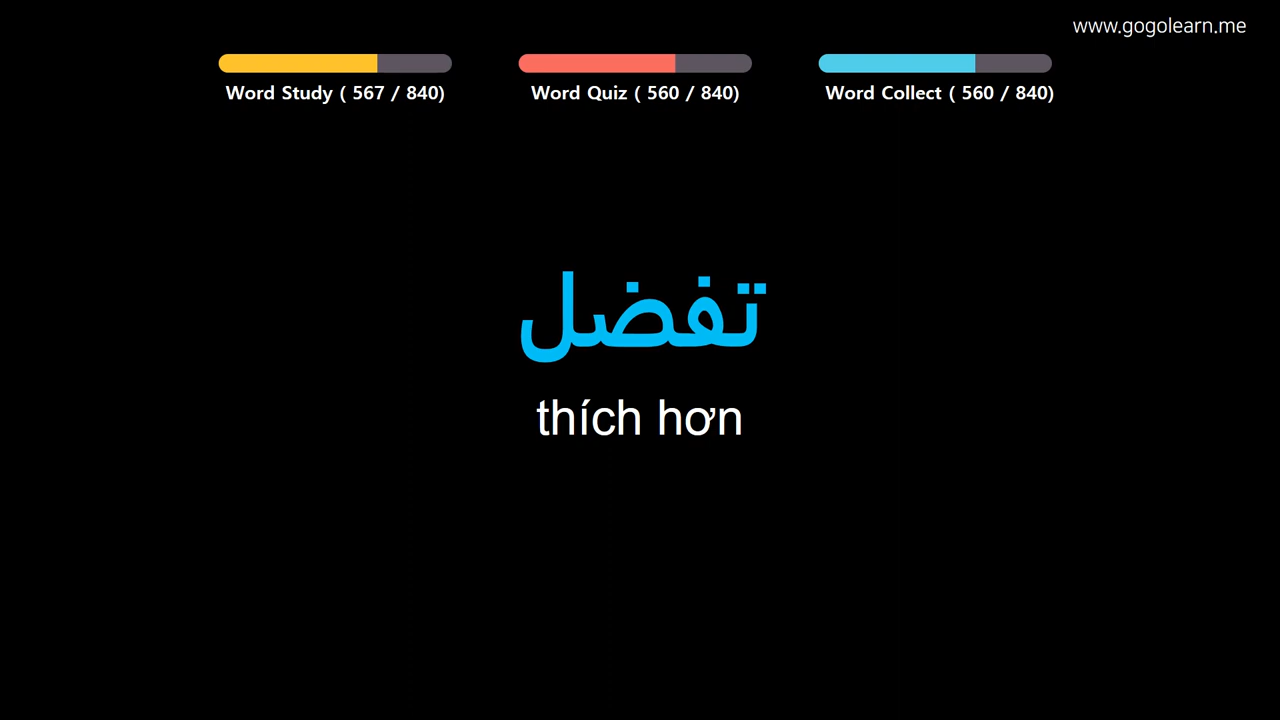 www.gogolearn.me
Word Study ( 567 / 840)
Word Quiz ( 560 / 840)
Word Collect ( 560 / 840)
تفضل
thích hơn